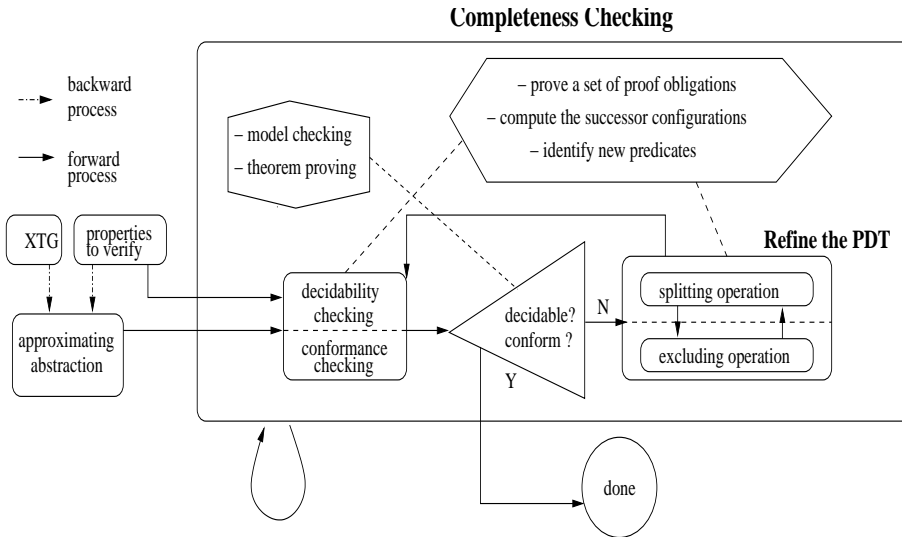 Completeness Checking
backward
process
forward
process
– prove a set of proof obligations
– compute the successor configurations
– identify new predicates
– model checking
– theorem proving
XTG
properties
to verify
Refine the PDT
decidability
checking
conformance
checking
decidable?
conform ?
N
Y
splitting operation
excluding operation
approximating
abstraction
done